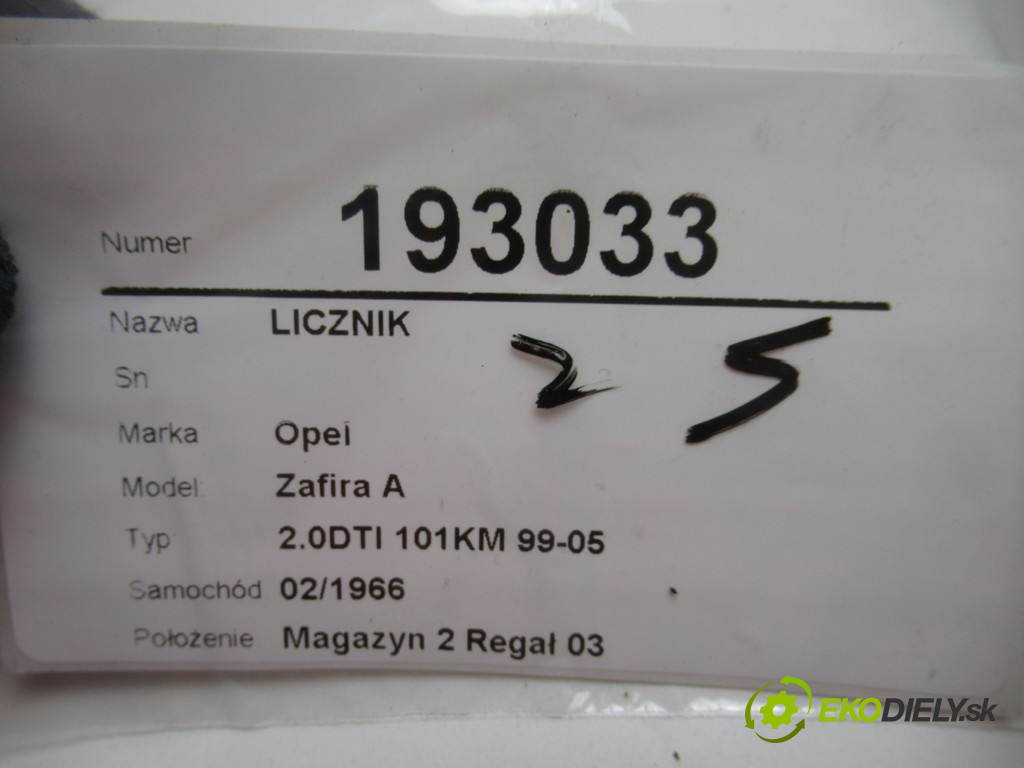 Numer 193033
Nazwa LICZNIK
2 5
Sn
Marka Opel
Model Zafira A
Typ 2.0DTI 101KM 99-05
Samochód 02/1966
Położenie Magazyn 2 Regał 03
EKODIELY.sk